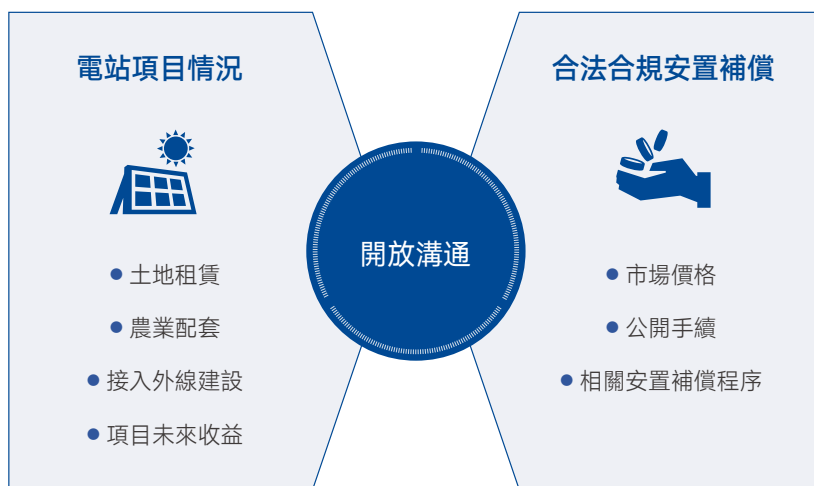 電站項目情況
土地租賃
農業配套
接入外線建設
項目未來收益
開放溝通
合法合規安置補償
市場價格
公開手續
相關安置補償程序